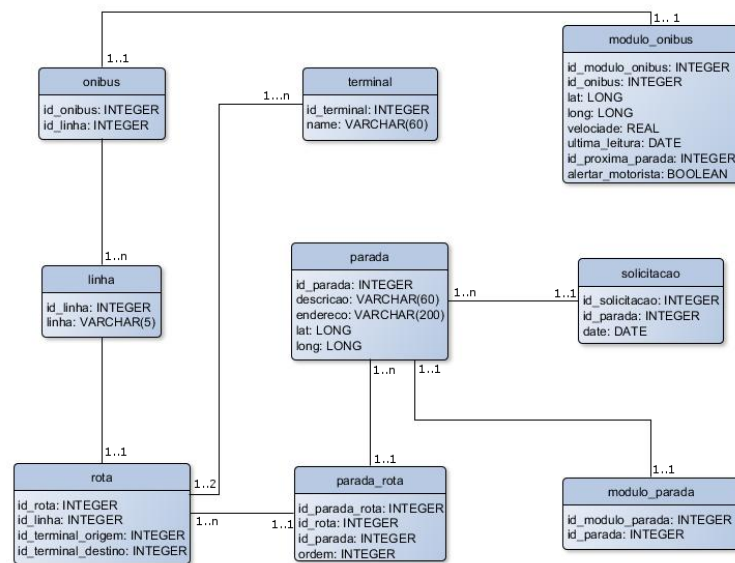 1..1
1.. 1
modulo_onibus
id_modulo_onibus: INTEGER
id_onibus: INTEGER
lat: LONG
long: LONG
velociade: REAL
ultima_leitura: DATE
id_proxima_parada: INTEGER
alertar_motorista: BOOLEAN
onibus
id_onibus: INTEGER
id_linha: INTEGER
terminal
id_terminal: INTEGER
name: VARCHAR(60)
1...n
1..n
linha
id_linha: INTEGER
linha: VARCHAR(5)
parada
id_parada: INTEGER
descricao: VARCHAR(60)
endereco: VARCHAR(200)
lat: LONG
long: LONG
1..n
1..1
solicitacao
id_solicitacao: INTEGER
id_parada: INTEGER
date: DATE
1..n
1..1
1..1
1..2
1..1
1..1
rota
id_rota: INTEGER
id_linha: INTEGER
id_terminal_origem: INTEGER
id_terminal_destino: INTEGER
1..n
1..1
parada_rota
id_parada_rota: INTEGER
id_rota: INTEGER
id_parada: INTEGER
ordem: INTEGER
modulo_parada
id_modulo_parada: INTEGER
id_parada: INTEGER